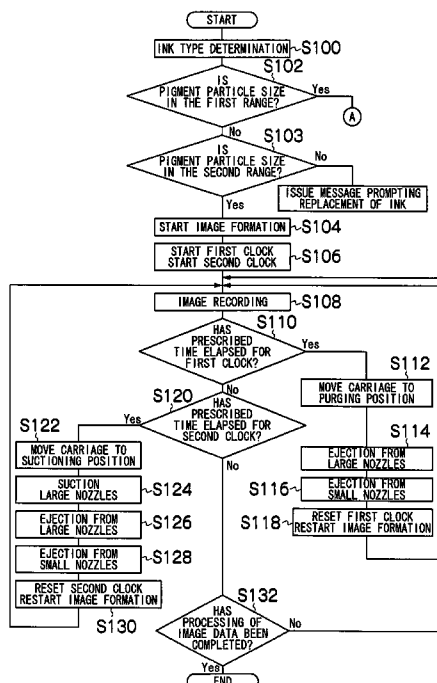 START
INK TYPE DETERMINATION
S100
S102
IS
PIGMENT PARTICLE SIZE
IN THE FIRST RANGE?
Yes
A
No
S103
IS
PIGMENT PARTICLE SIZE
IN THE SECOND RANGE?
No
ISSUE MESSAGE PROMPTING
REPLACEMENT OF INK
Yes
START IMAGE FORMATION
S104
START FIRST CLOCK
START SECOND CLOCK
S106
IMAGE RECORDING
S108
S110
HAS
PRESCRIBED
TIME ELAPSED FOR
FIRST CLOCK?
Yes
S112
MOVE CARRIAGE TO
PURGING POSITION
S114
EJECTION FROM
LARGE NOZZLES
S116
EJECTION FROM
SMALL NOZZLES
S118
RESET FIRST CLOCK
RESTART IMAGE FORMATION
No
S120
HAS
PRESCRIBED
TIME ELAPSED FOR
SECOND CLOCK?
Yes
S122
MOVE CARRIAGE TO
SUCTIONING POSITION
SUCTION
LARGE NOZZLES
S124
EJECTION FROM
LARGE NOZZLES
S126
EJECTION FROM
SMALL NOZZLES
S128
RESET SECOND CLOCK
RESTART IMAGE FORMATION
S130
No
S132
HAS
PROCESSING OF
IMAGE DATA BEEN
COMPLETED?
No
Yes
END